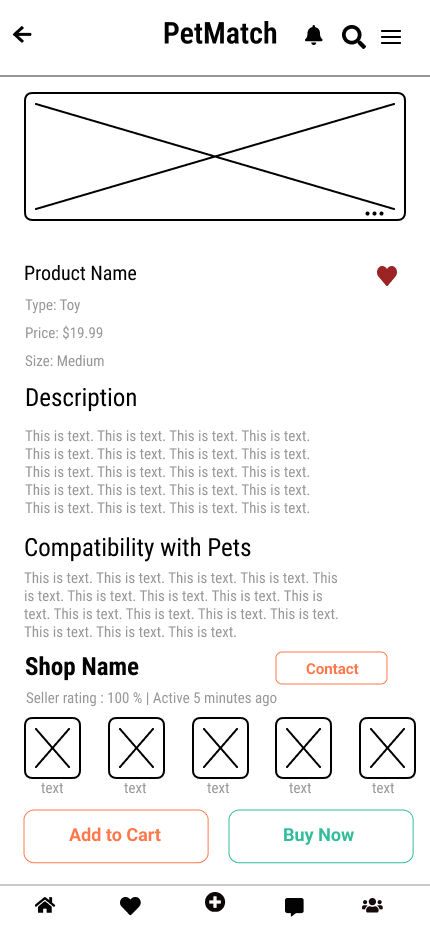 PetMatch
Product Name
Type: Toy
Price: $19.99
Size: Medium
Description
This is text. This is text. This is text. This is text.
This is text. This is text. This is text. This is text.
This is text. This is text. This is text. This is text.
This is text. This is text. This is text. This is text.
This is text. This is text. This is text. This is text.
Compatibility with Pets
This is text. This is text. This is text. This is text. This
is text. This is text. This is text. This is text. This is
text. This is text. This is text. This is text. This is text.
This is text. This is text. This is text.
Shop Name
Contact
Seller rating : 100 % | Active 5 minutes ago
text text text text text
Add to Cart
Buy Now